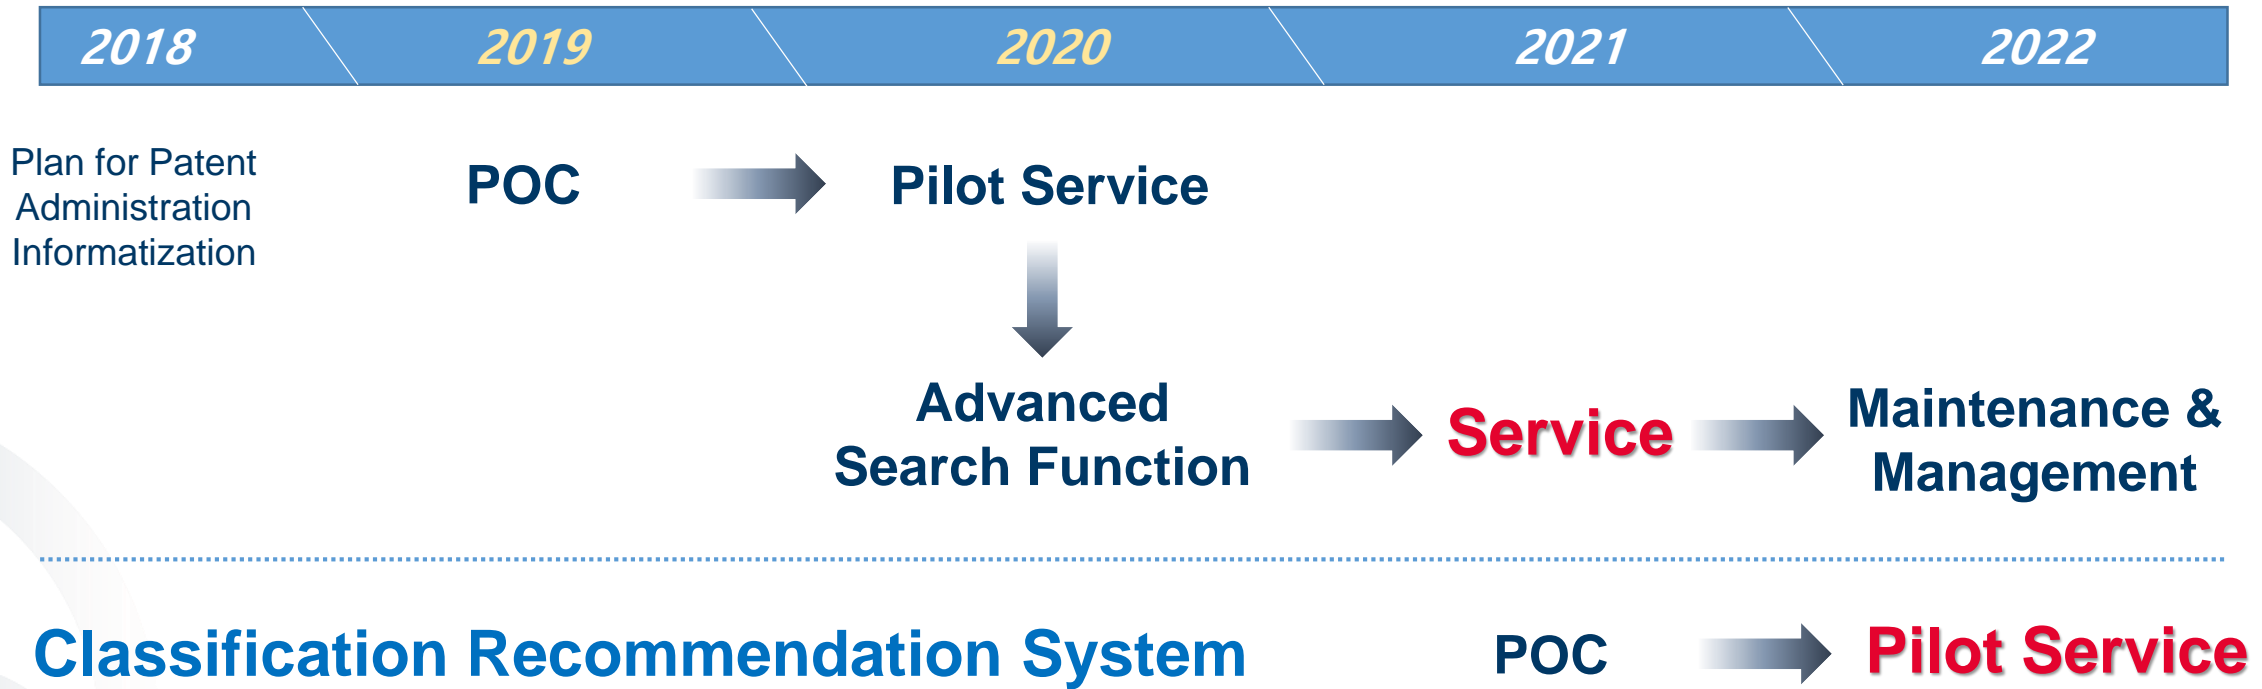 2018 2019 2020 2021 2022
Plan for Patent
Administration
Informatization
POC
Pilot Service
Advanced
Search Function
Service
Maintenance &
Management
Classification Recommendation System
POC
Pilot Service